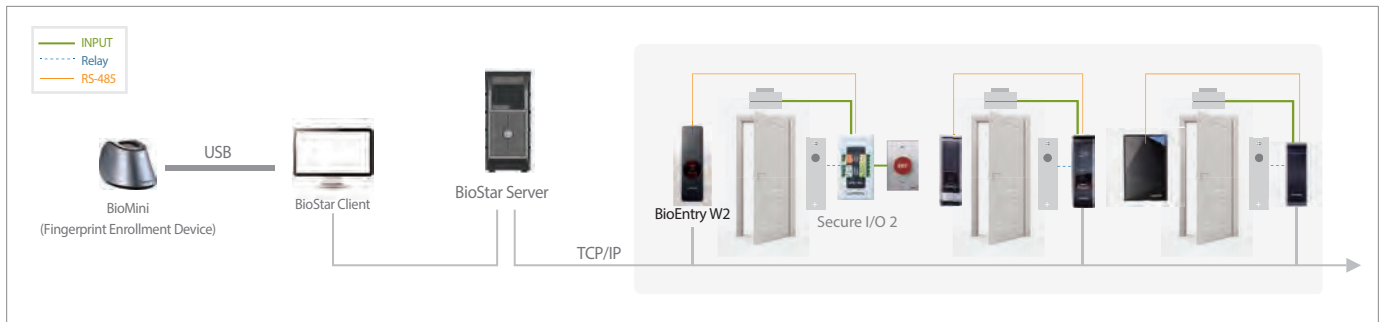 INPUT
Relay
RS-485
USB
BioMini
(Fingerprint Enrollment Device)
BioStar Client
BioStar Server
TCP/IP
BioEntry W2
Secure I/O 2
EXIT